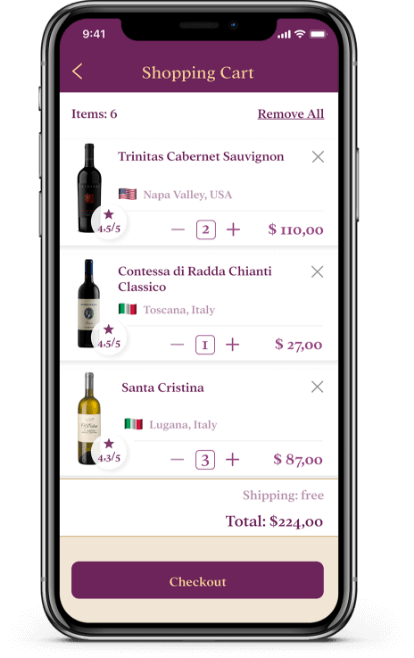 9:41
Shopping Cart
Items: 6
Remove All
Trinitas Cabernet Sauvignon
Napa Valley, USA
4.5/5
2
$ 110,00
Contessa di Radda Chianti
Classico
Toscana, Italy
4.5/5
1
$ 27,00
Santa Cristina
Lugana, Italy
4.3/5
3
$ 87,00
Shipping: free
Total: $224,00
Checkout